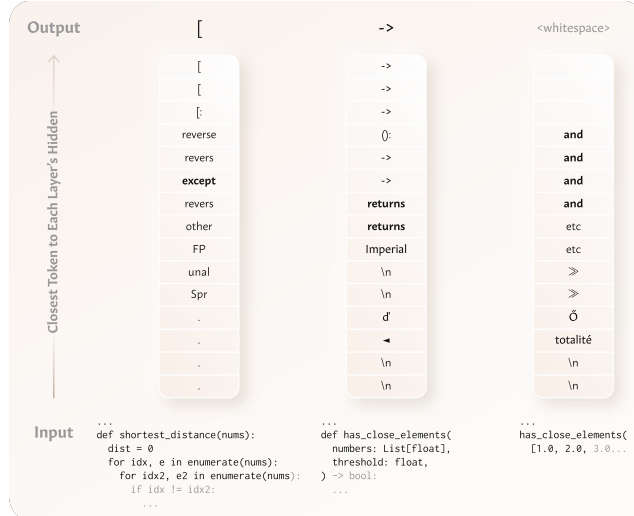 Output
[
->
<whitespace>
Closest Token to Each Layer's Hidden
[
[
[:
reverse
revers
except
revers
other
FP
unal
Spr
.
.
.
.
->
->
->
():
->
->
returns
returns
Imperial
\n
\n
ď
◄
\n
\n
and
and
and
and
etc
etc
≫
≫
Ő
totalité
\n
\n
Input
...
def shortest_distance(nums):
  dist = 0
  for idx, e in enumerate(nums):
    for idx2, e2 in enumerate(nums):
      if idx != idx2:
        ...
...
def has_close_elements(
  numbers: List[float],
  threshold: float,
) -> bool:
  ...
...
has_close_elements(
  [1.0, 2.0, 3.0...